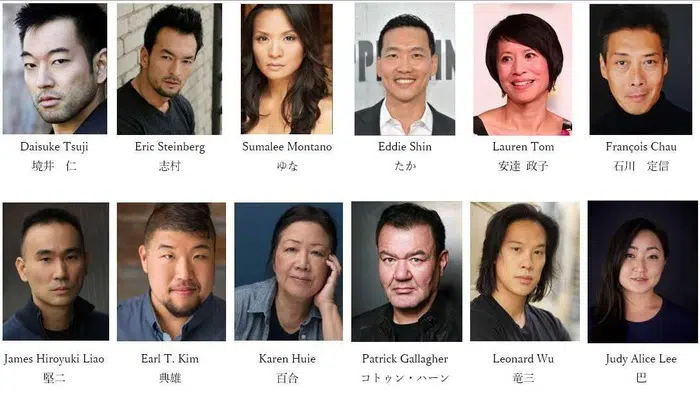 Daisuke Tsuji Eric Steinberg Sumalee Montano Eddie Shin Lauren Tom François Chau
境井 仁 志村 ゆな たか 安達 政子 石川 定信
James Hiroyuki Liao Earl T. Kim Karen Huie Patrick Gallagher Leonard Wu Judy Alice Lee
堅二 典雄 百合 コトゥン・ハーン 竜三 巴